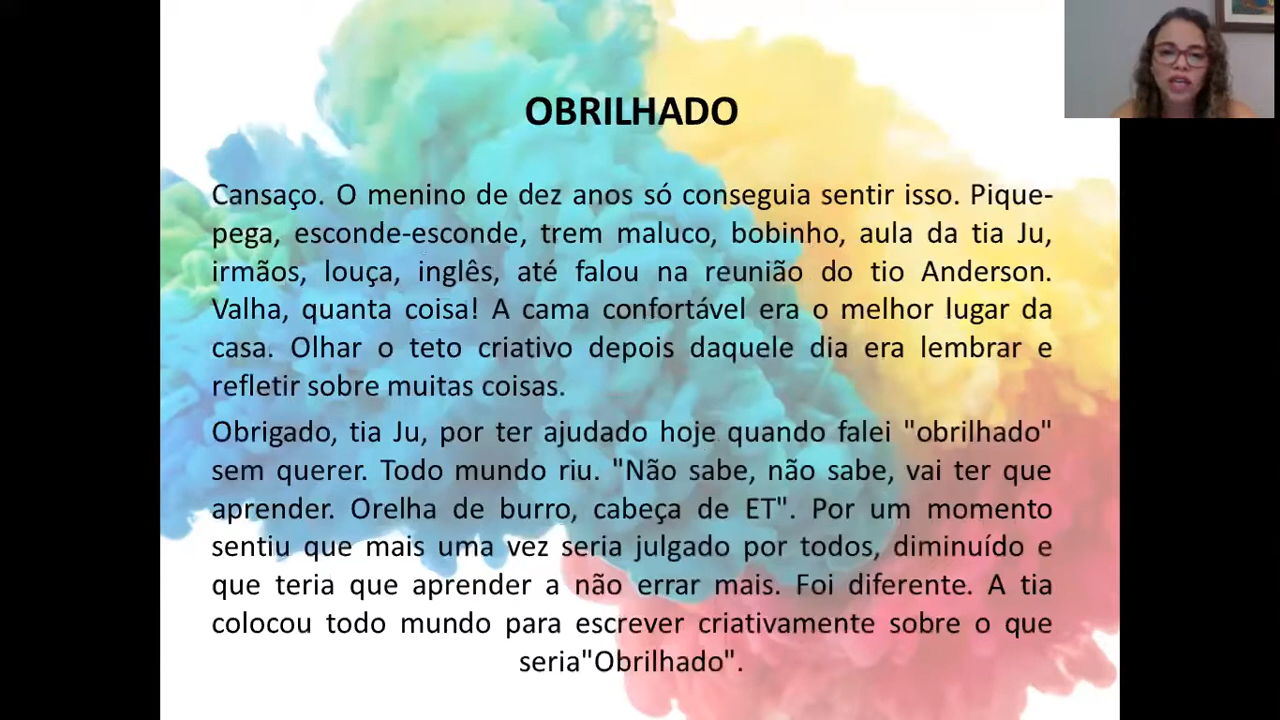 OBRILHADO
Cansaço. O menino de dez anos só conseguia sentir isso. Pique-
pega, esconde-esconde, trem maluco, bobinho, aula da tia Ju,
irmãos, louça, inglês, até falou na reunião do tio Anderson.
Valha, quanta coisa! A cama confortável era o melhor lugar da
casa. Olhar o teto criativo depois daquele dia era lembrar e
refletir sobre muitas coisas.
Obrigado, tia Ju, por ter ajudado hoje quando falei "obrilhado"
sem querer. Todo mundo riu. "Não sabe, não sabe, vai ter que
aprender. Orelha de burro, cabeça de ET". Por um momento
sentiu que mais uma vez seria julgado por todos, diminuído e
que teria que aprender a não errar mais. Foi diferente. A tia
colocou todo mundo para escrever criativamente sobre o que
seria"Obrilhado".